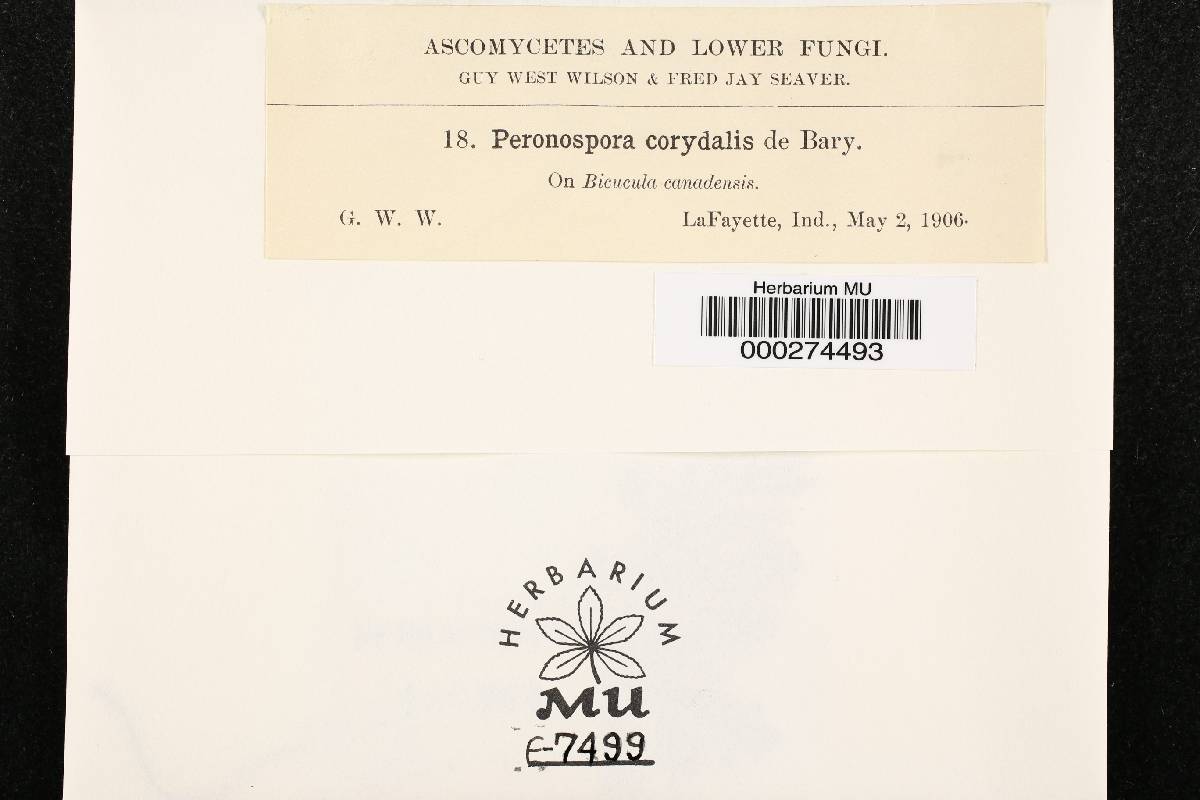 ASCOMYCETES AND LOWER FUNGI.
GUY WEST WILSON & FRED JAY SEAVER.
18. Peronospora corydalis de Bary.
On Bicucula canadensis.
G. W. W. LaFayette, Ind., May 2, 1906.
Herbarium MU
000274493
HERBARIUM
MU
F-7499